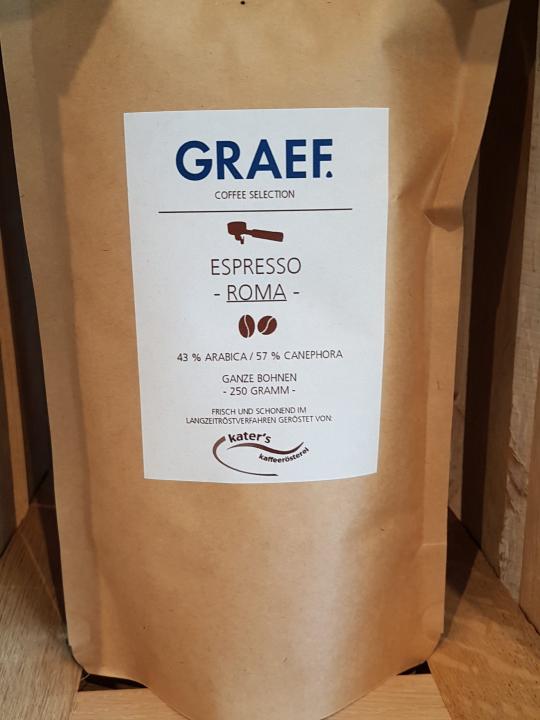 GRAEF.
COFFEE SELECTION
ESPRESSO
- ROMA -
43 % ARABICA / 57 % CANEPHORA
GANZE BOHNEN
- 250 GRAMM -
FRISCH UND SCHONEND IM
LANGZEITRÖSTVERFAHREN GERÖSTET VON:
kater's
kaffeerösterei